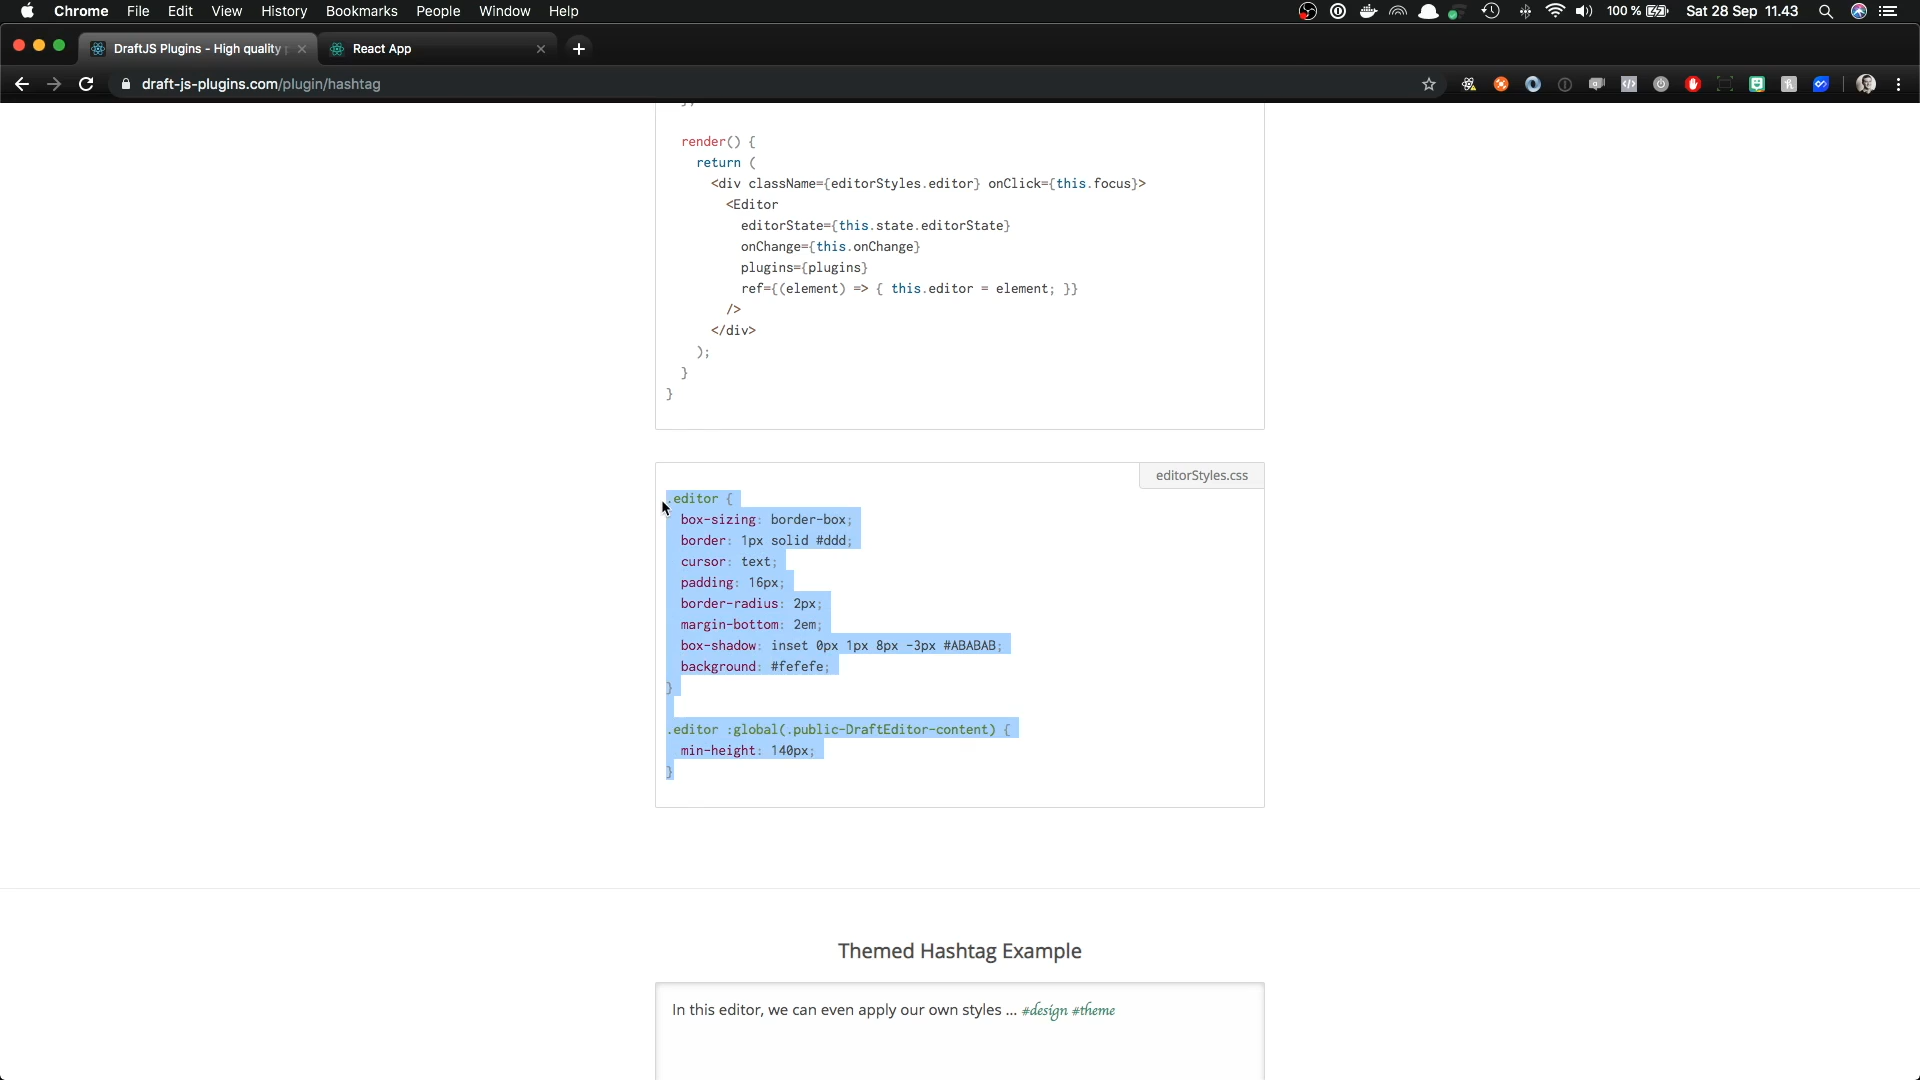 Chrome File Edit View History Bookmarks People Window Help 100 % Sat 28 Sep 11.43
DraftJS Plugins - High quality
React App
draft-js-plugins.com/plugin/hashtag
render() {
return (
<div className={editorStyles.editor} onClick={this.focus}>
<Editor
editorState={this.state.editorState}
onChange={this.onChange}
plugins={plugins}
ref={(element) => { this.editor = element; }}
/>
</div>
);
}
}
editorStyles.css
.editor {
box-sizing: border-box;
border: 1px solid #ddd;
cursor: text;
padding: 16px;
border-radius: 2px;
margin-bottom: 2em;
box-shadow: inset 0px 1px 8px -3px #ABABAB;
background: #fefefe;
}
.editor :global(.public-DraftEditor-content) {
min-height: 140px;
}
Themed Hashtag Example
In this editor, we can even apply our own styles ... #design #theme